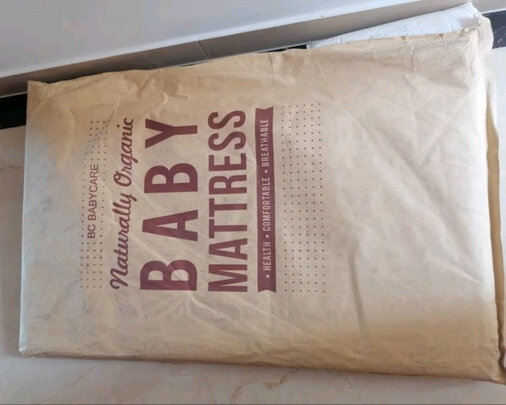 BC BABYCARE
Naturally Organic
BABY
MATTRESS
• HEALTH • COMFORTABLE • BREATHABLE